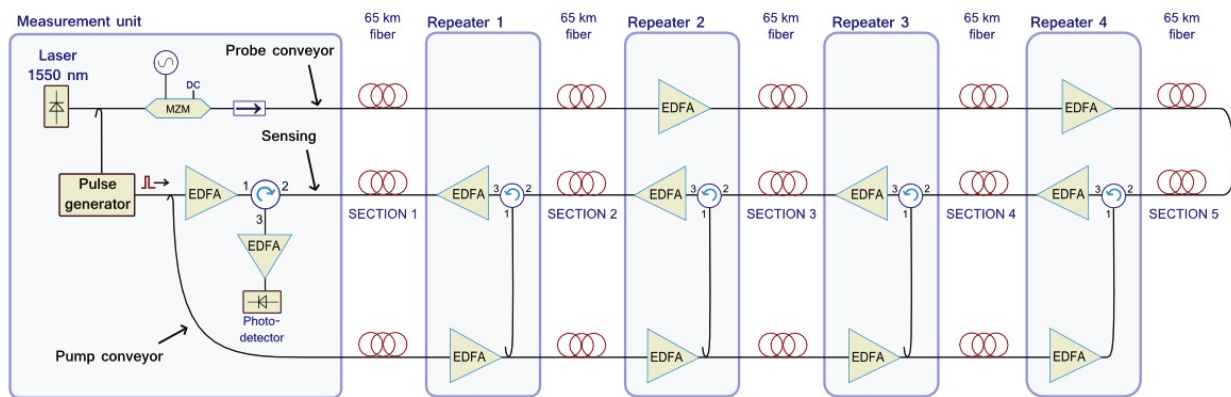 Measurement unit
65 km
fiber
Repeater 1
65 km
fiber
Repeater 2
65 km
fiber
Repeater 3
65 km
fiber
Repeater 4
65 km
fiber
Laser
1550 nm
DC
MZM
Probe conveyor
EDFA
EDFA
Sensing
Pulse
generator
EDFA
1
2
3
EDFA
Photo-
detector
SECTION 1
EDFA
3
2
1
SECTION 2
EDFA
3
2
1
SECTION 3
EDFA
3
2
1
SECTION 4
EDFA
3
2
1
SECTION 5
Pump conveyor
EDFA
EDFA
EDFA
EDFA